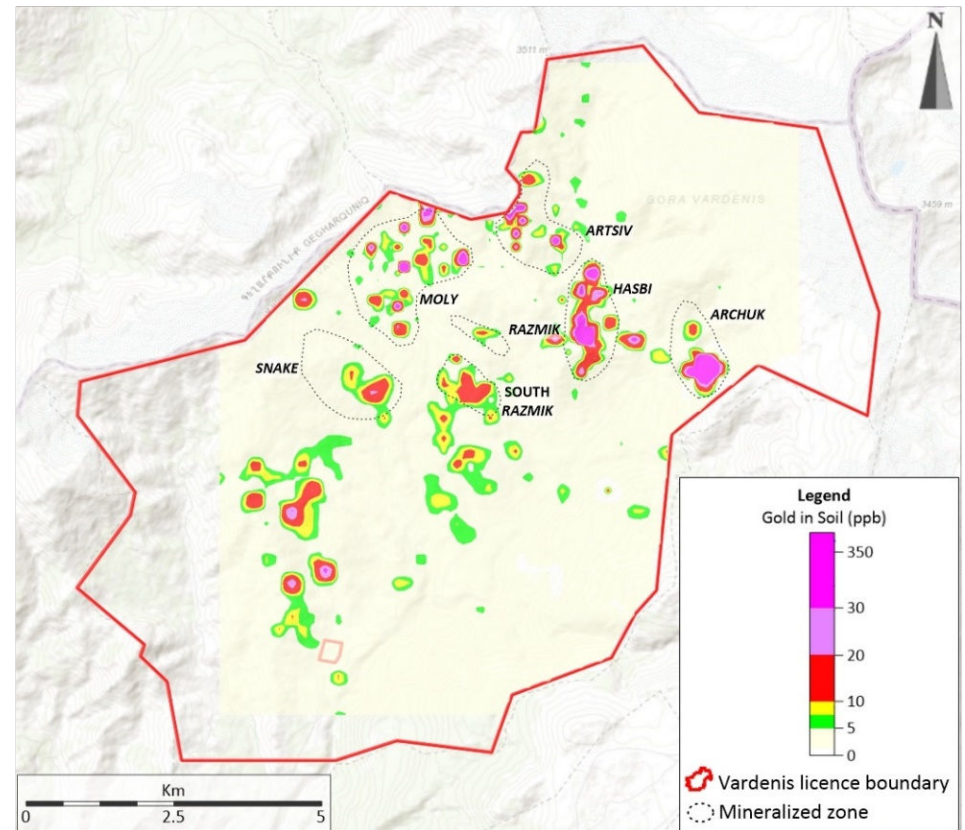 N
3511 m
BORA VARDENIS
3459 m
ARTSIV
HASBI
MOLY
ARCHUK
RAZMIK
SNAKE
SOUTH
RAZMIK
Legend
Gold in Soil (ppb)
350
30
20
10
5
0
Vardenis licence boundary
Mineralized zone
Km
0
2.5
5